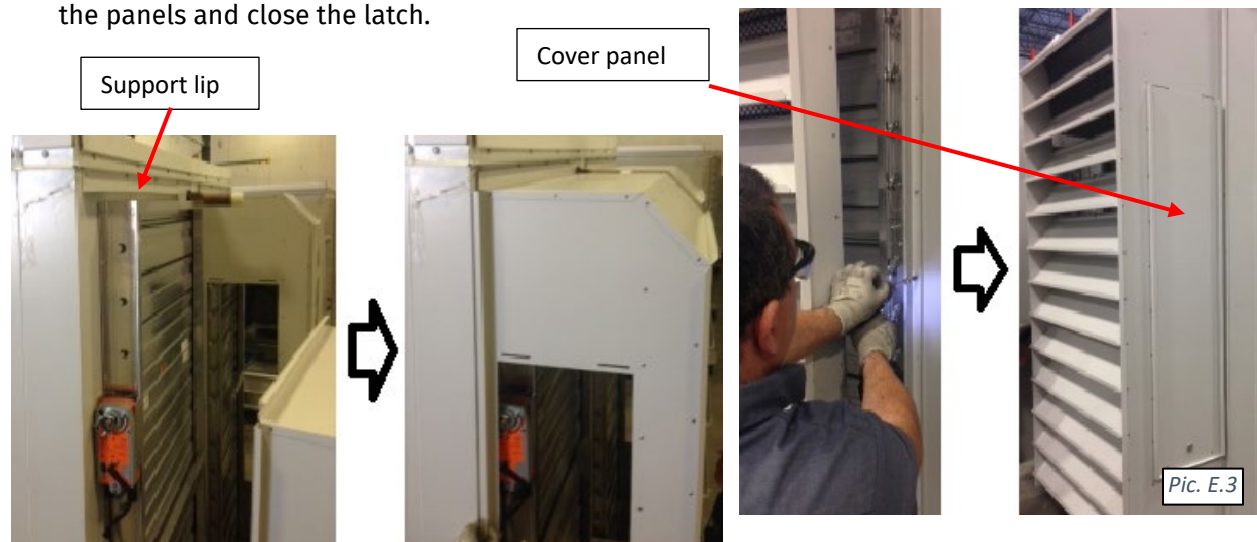 the panels and close the latch.
Support lip
Cover panel
Pic. E.3